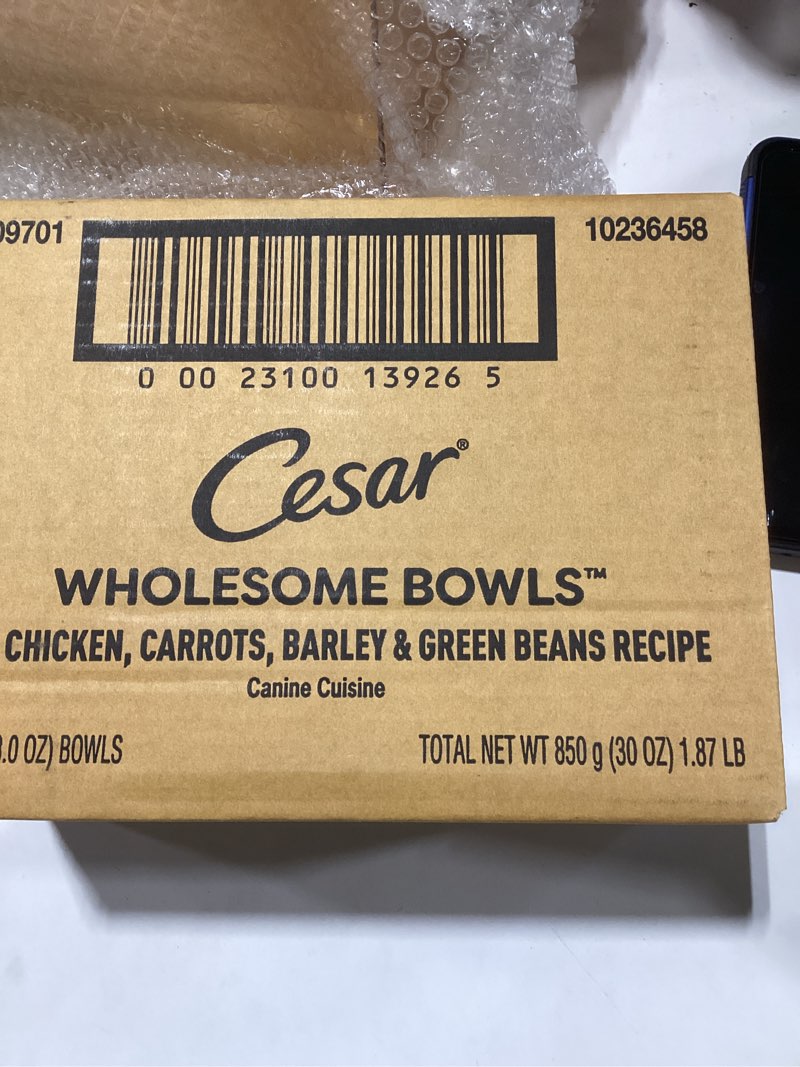 09701
10236458
0 00 23100 13926 5
Cesar®
WHOLESOME BOWLS™
CHICKEN, CARROTS, BARLEY & GREEN BEANS RECIPE
Canine Cuisine
.0 OZ) BOWLS
TOTAL NET WT 850 g (30 OZ) 1.87 LB